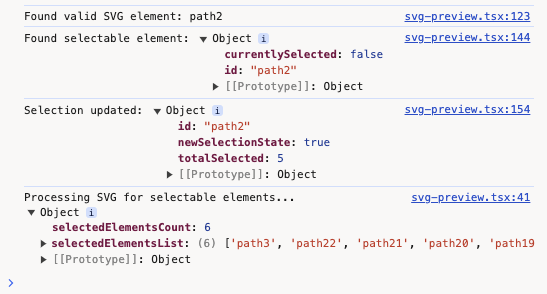 Found valid SVG element: path2 svg-preview.tsx:123
Found selectable element: ▼ Object i svg-preview.tsx:144
currentlySelected: false
id: "path2"
▶ [[Prototype]]: Object
Selection updated: ▼ Object i svg-preview.tsx:154
id: "path2"
newSelectionState: true
totalSelected: 5
▶ [[Prototype]]: Object
Processing SVG for selectable elements... svg-preview.tsx:41
▼ Object i
selectedElementsCount: 6
▶ selectedElementsList: (6) ['path3', 'path22', 'path21', 'path20', 'path19
▶ [[Prototype]]: Object
>